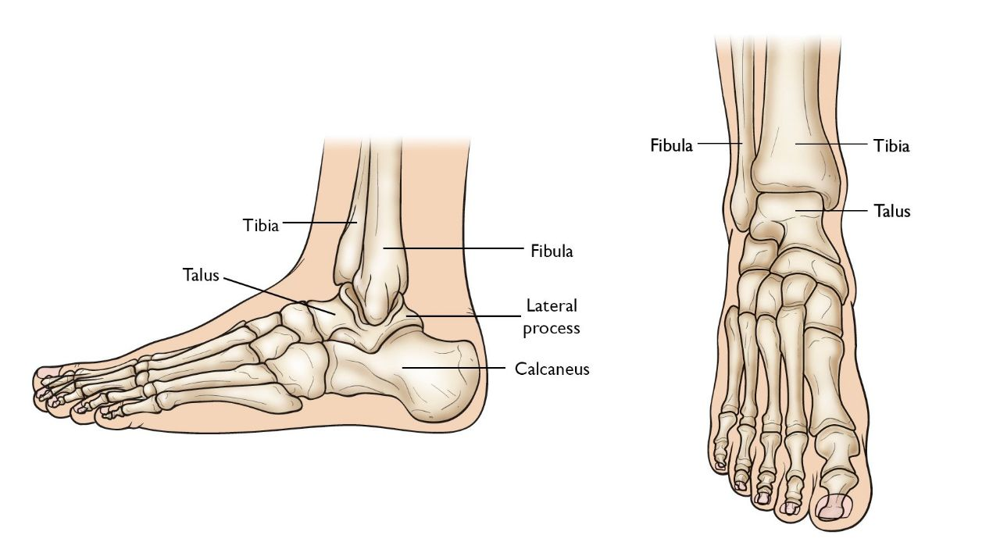 Tibia
Fibula
Talus
Lateral
process
Calcaneus
Fibula
Tibia
Talus